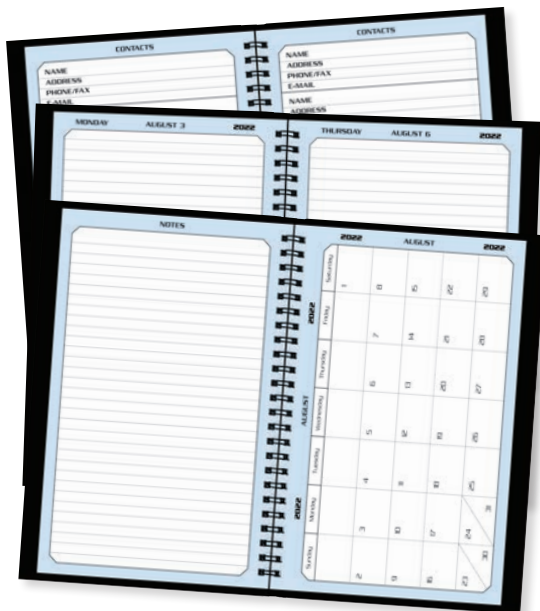 CONTACTS
NAME
ADDRESS
PHONE/FAX
E-MAIL
CONTACTS
NAME
ADDRESS
PHONE/FAX
E-MAIL
NAME
ADDRESS
MONDAY AUGUST 3 2022
THURSDAY AUGUST 6 2022
NOTES
2022 AUGUST 2022
2022 AUGUST 2022
Saturday 1 8 15 22 29
Friday 7 14 21 28
Thursday 6 13 20 27
Wednesday 5 12 19 26
Tuesday 4 11 18 25
Monday 3 10 17 24 31
Sunday 2 9 16 23 30